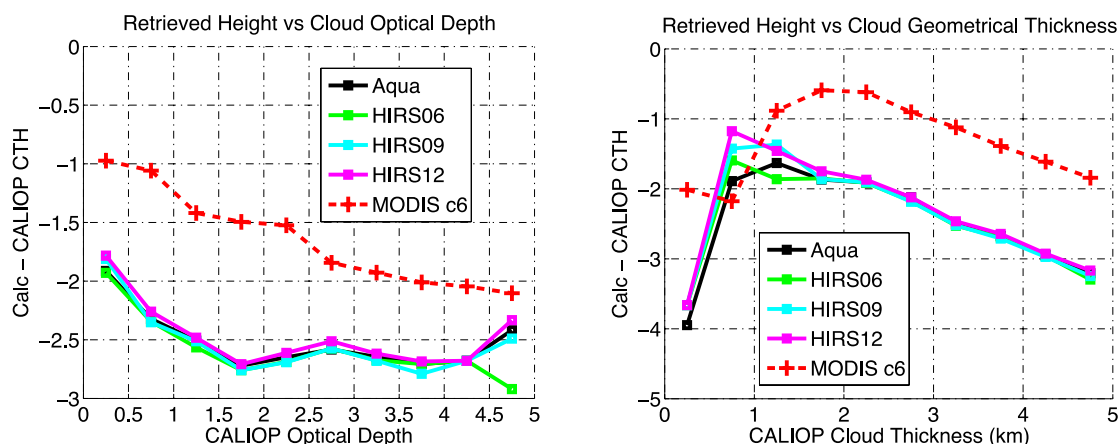 Retrieved Height vs Cloud Optical Depth
0
−0.5
−1
−1.5
−2
−2.5
−3
Calc − CALIOP CTH
Aqua
HIRS06
HIRS09
HIRS12
MODIS c6
0 0.5 1 1.5 2 2.5 3 3.5 4 4.5 5
CALIOP Optical Depth
Retrieved Height vs Cloud Geometrical Thickness
0
−1
−2
−3
−4
−5
Calc − CALIOP CTH
Aqua
HIRS06
HIRS09
HIRS12
MODIS c6
0 1 2 3 4 5
CALIOP Cloud Thickness (km)